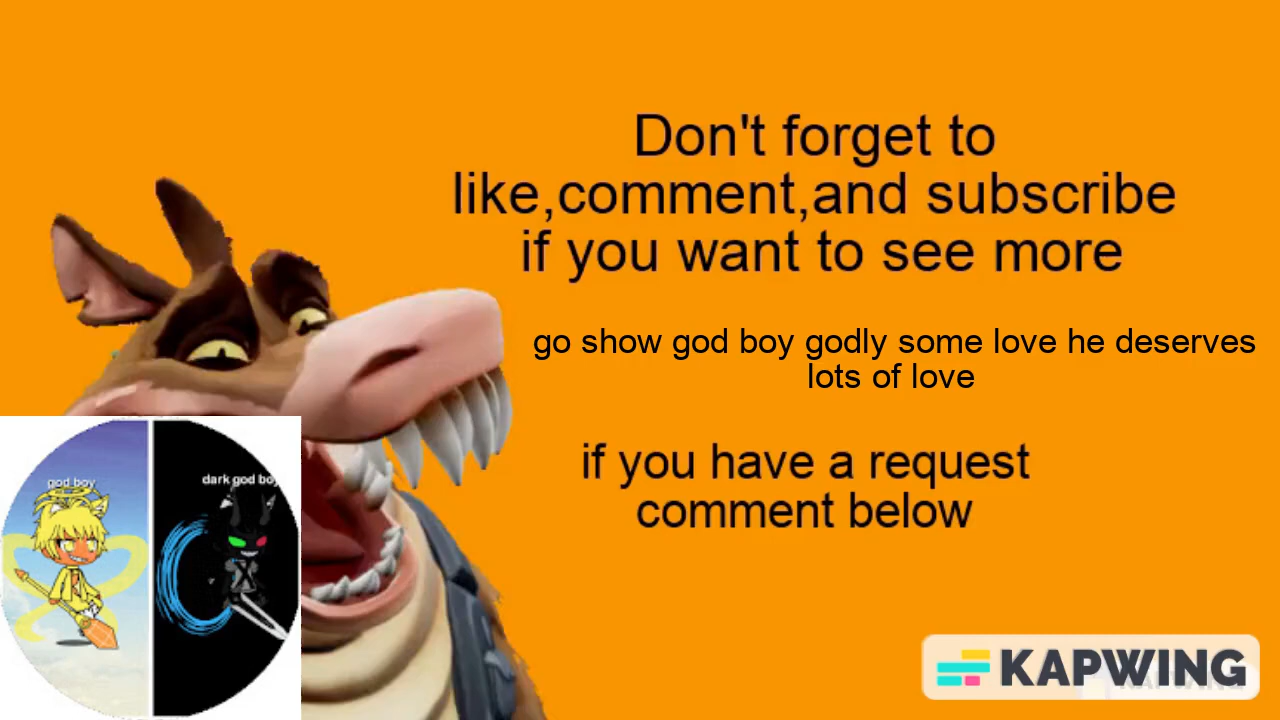 Don't forget to
like,comment,and subscribe
if you want to see more
go show god boy godly some love he deserves
lots of love
if you have a request
comment below
god boy
dark god boy
KAPWING